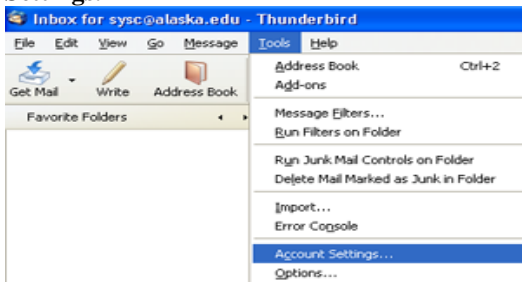 Inbox for sysc@alaska.edu - Thunderbird
File Edit View Go Message Tools Help
Get Mail Write Address Book
Favorite Folders
Address Book Ctrl+2
Add-ons
Message Filters...
Run Filters on Folder
Run Junk Mail Controls on Folder
Delete Mail Marked as Junk in Folder
Import...
Error Console
Account Settings...
Options...